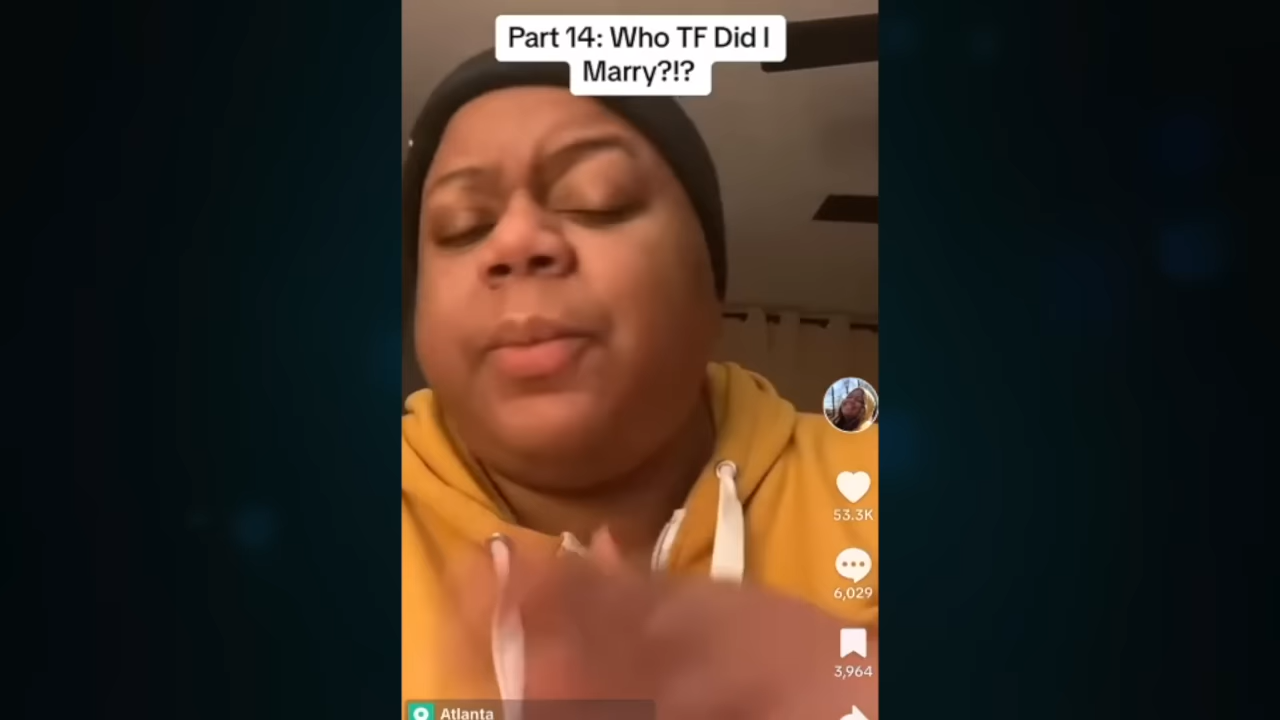 Part 14: Who TF Did I
Marry?!?
53.3K
6,029
3,964
Atlanta